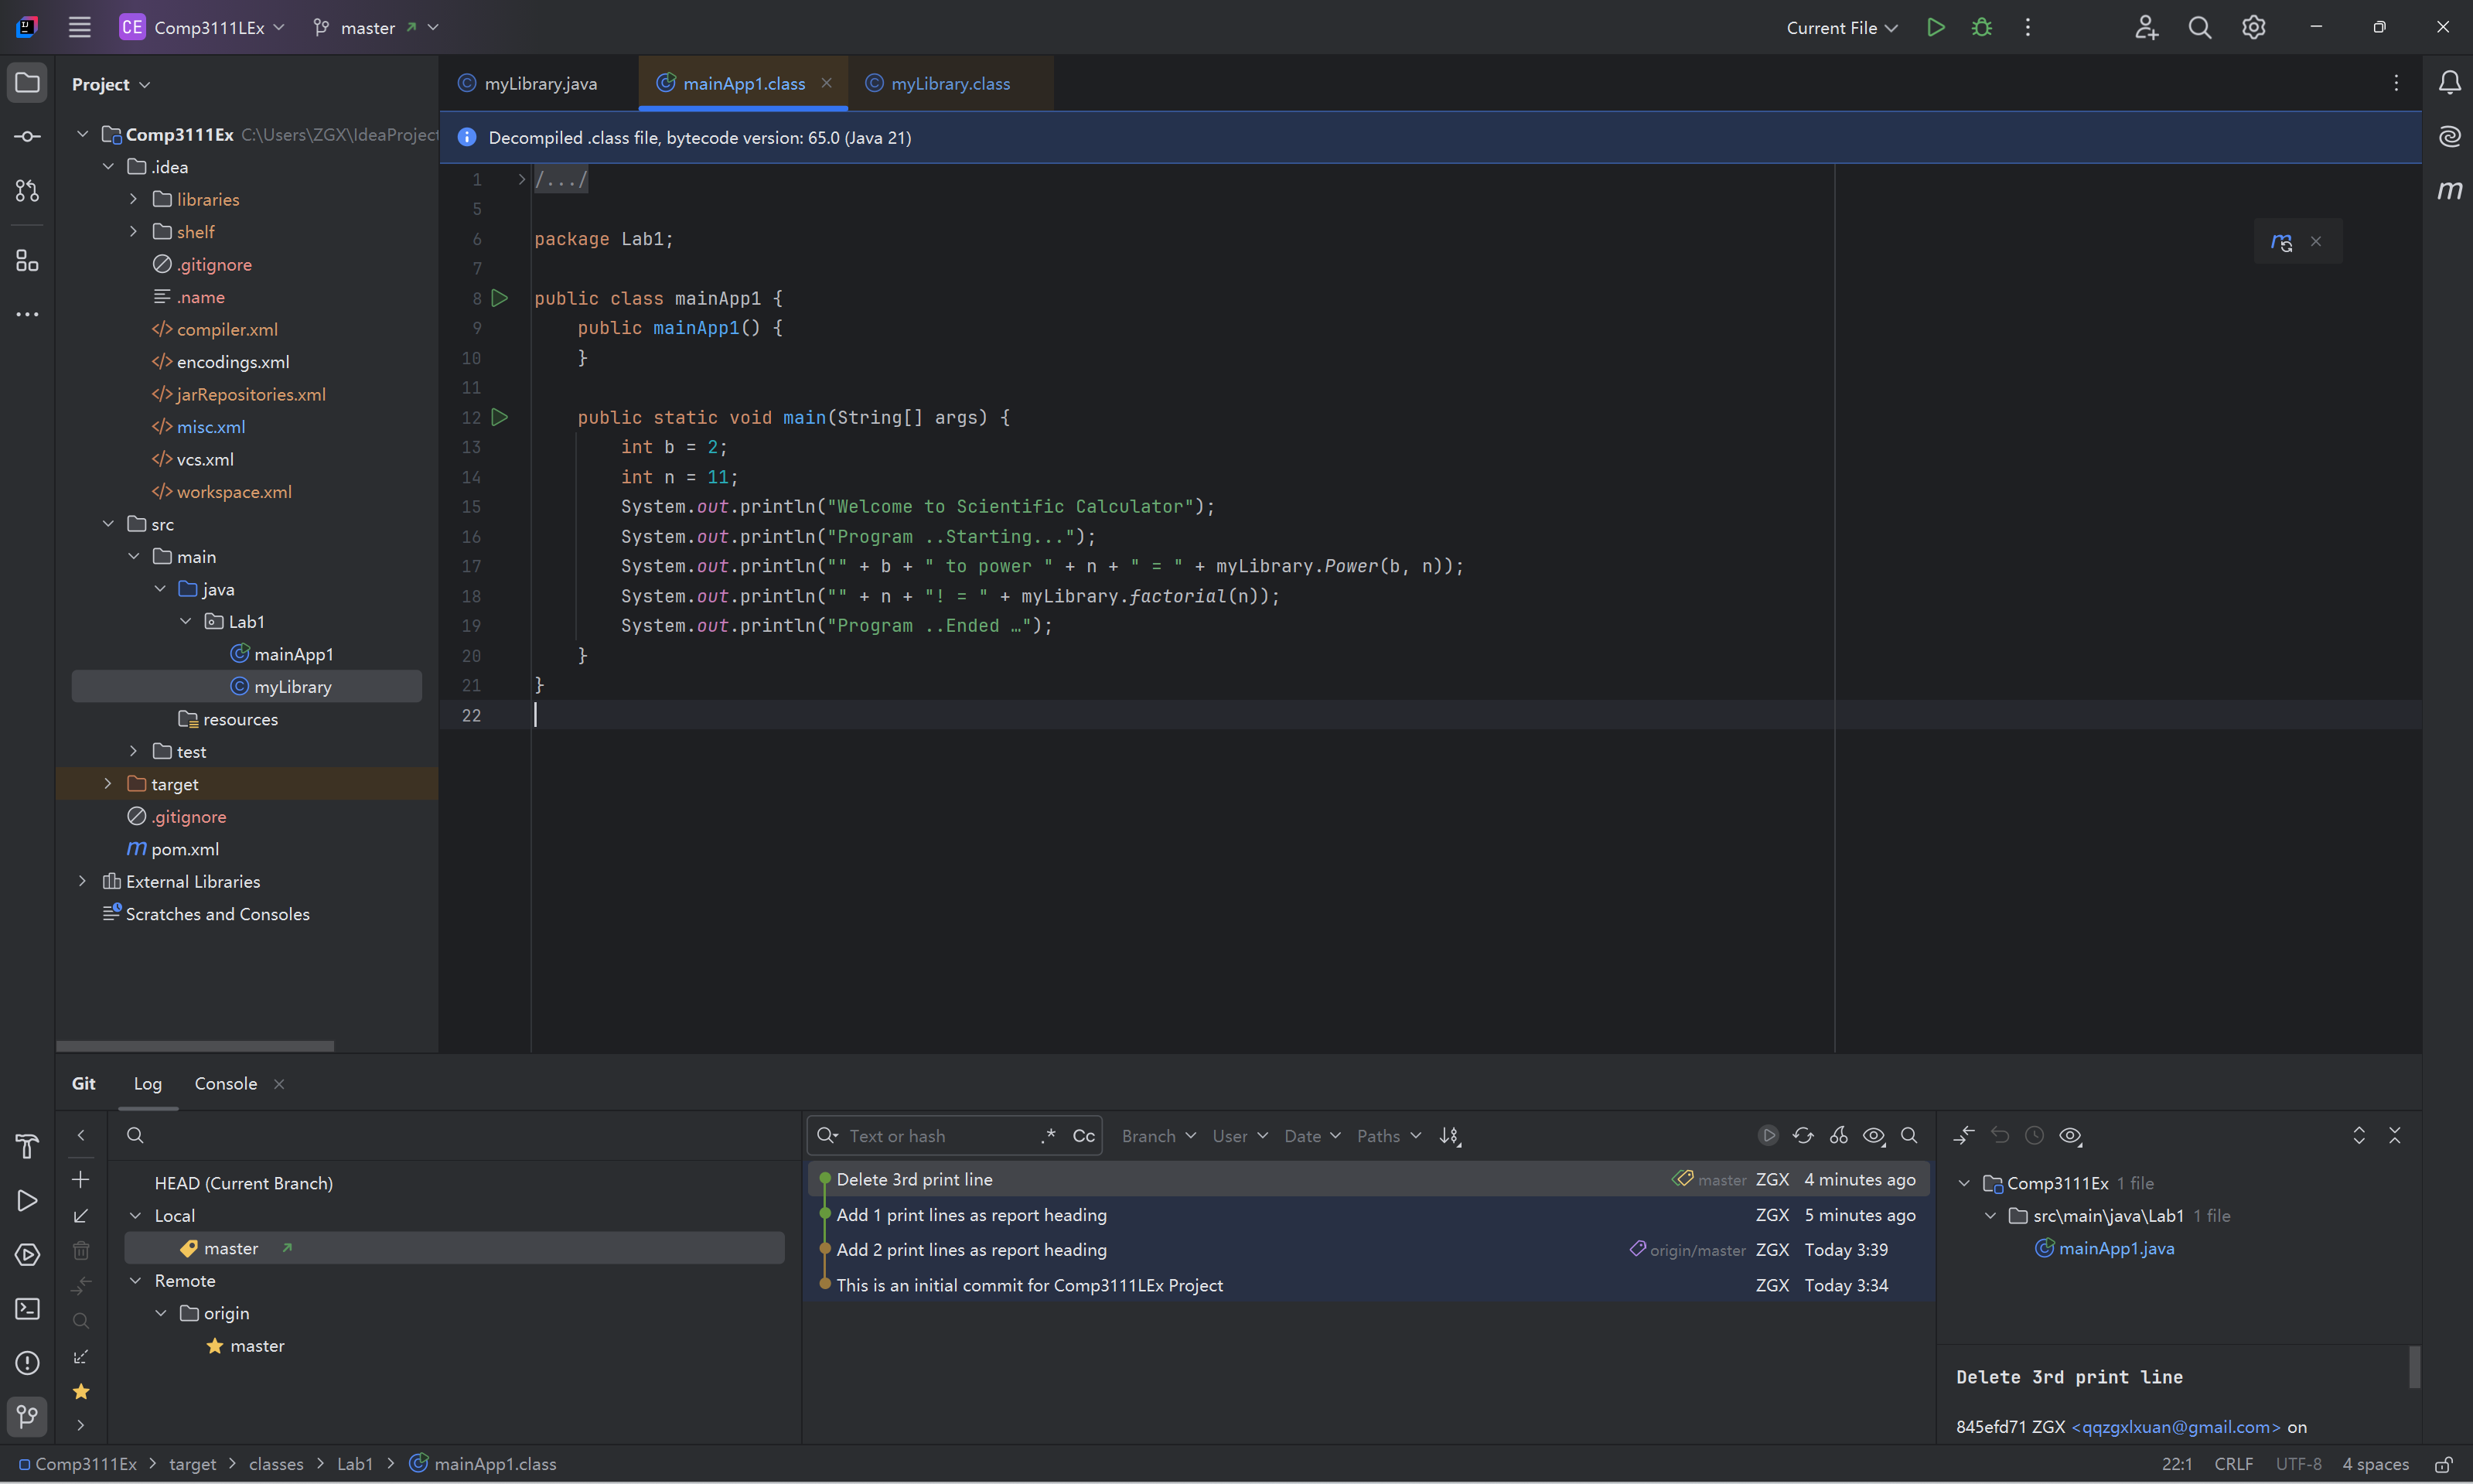 CE Comp3111LEx master Current File
Project
myLibrary.java mainApp1.class myLibrary.class
Decompiled .class file, bytecode version: 65.0 (Java 21)
Comp3111Ex C:\Users\ZGX\IdeaProject
.idea
libraries
shelf
.gitignore
.name
compiler.xml
encodings.xml
jarRepositories.xml
misc.xml
vcs.xml
workspace.xml
src
main
java
Lab1
mainApp1
myLibrary
resources
test
target
.gitignore
m pom.xml
External Libraries
Scratches and Consoles
1 /.../
5
6 package Lab1;
7
8 public class mainApp1 {
9 public mainApp1() {
10 }
11
12 public static void main(String[] args) {
13 int b = 2;
14 int n = 11;
15 System.out.println("Welcome to Scientific Calculator");
16 System.out.println("Program ..Starting...");
17 System.out.println("" + b + " to power " + n + " = " + myLibrary.Power(b, n));
18 System.out.println("" + n + "! = " + myLibrary.factorial(n));
19 System.out.println("Program ..Ended …");
20 }
21 }
22
m
m
Git Log Console
HEAD (Current Branch)
Local
master
Remote
origin
master
Text or hash .* Cc Branch User Date Paths
Delete 3rd print line master ZGX 4 minutes ago
Add 1 print lines as report heading ZGX 5 minutes ago
Add 2 print lines as report heading origin/master ZGX Today 3:39
This is an initial commit for Comp3111LEx Project ZGX Today 3:34
Comp3111Ex 1 file
src\main\java\Lab1 1 file
mainApp1.java
Delete 3rd print line
845efd71 ZGX <qqzgxlxuan@gmail.com> on
Comp3111Ex > target > classes > Lab1 > mainApp1.class
22:1 CRLF UTF-8 4 spaces